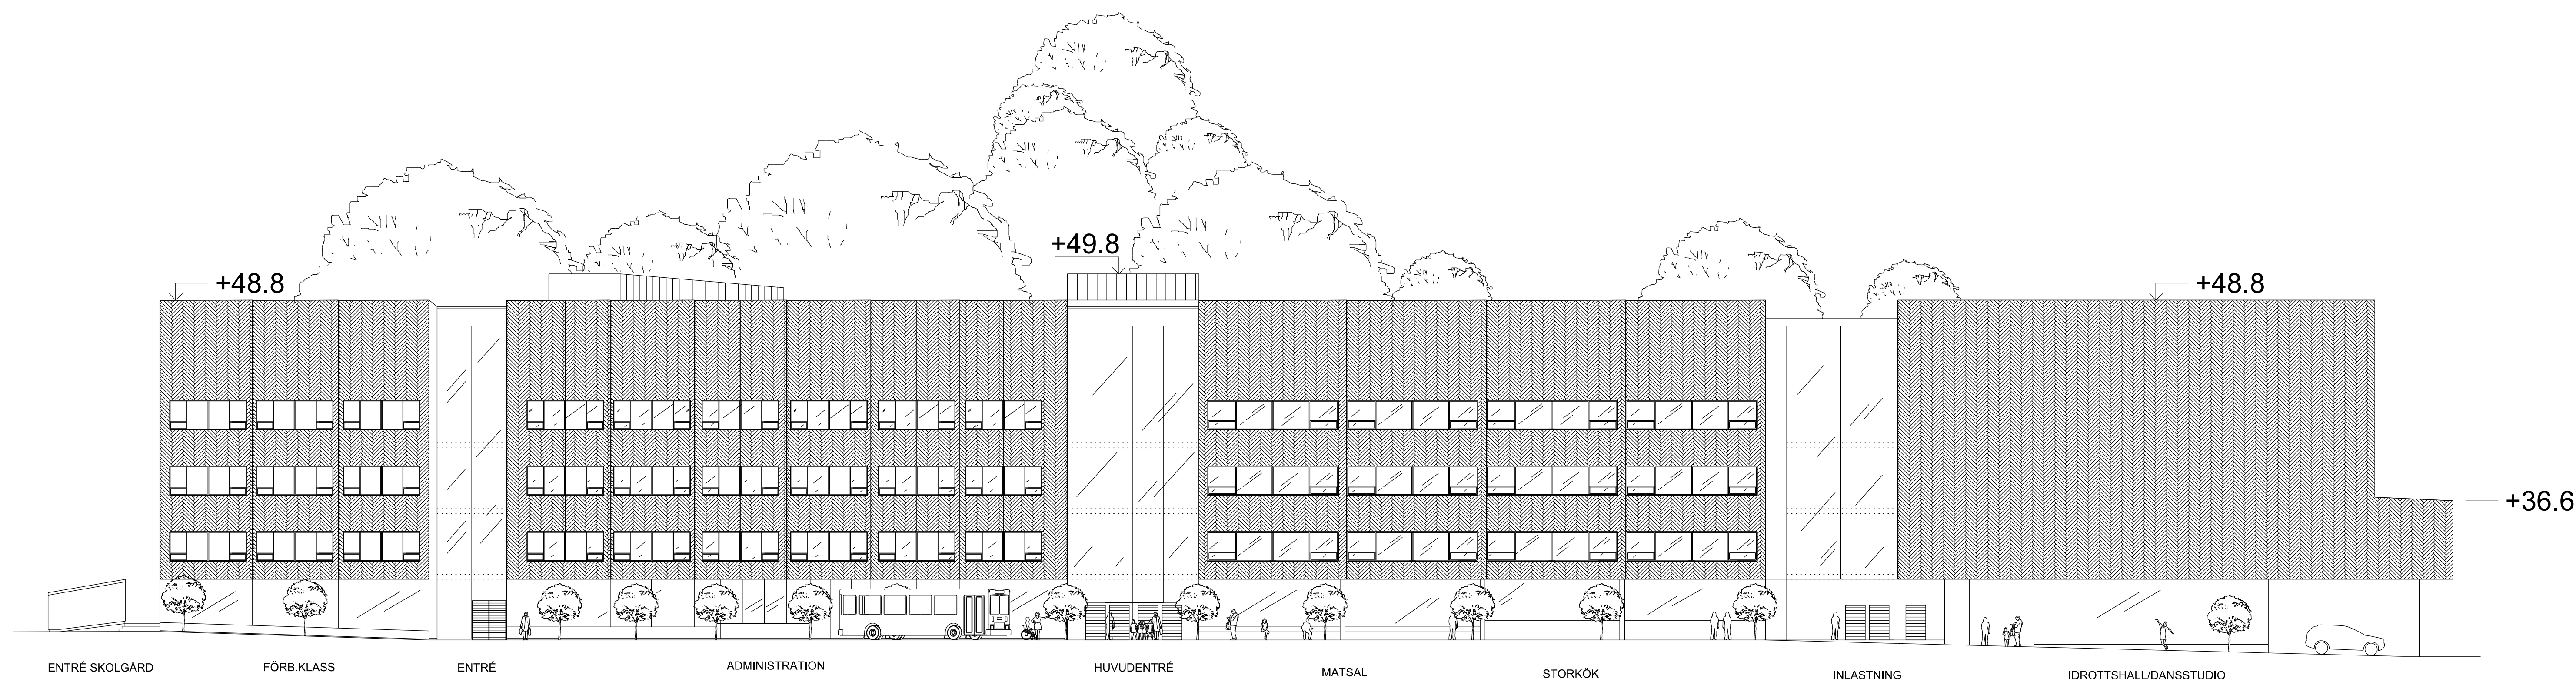 +49.8
+48.8
+48.8
+36.6
ENTRÉ SKOLGÅRD
FÖRB.KLASS
ENTRÉ
ADMINISTRATION
HUVUDENTRÉ
MATSAL
STORKÖK
INLASTNING
IDROTTSHALL/DANSSTUDIO